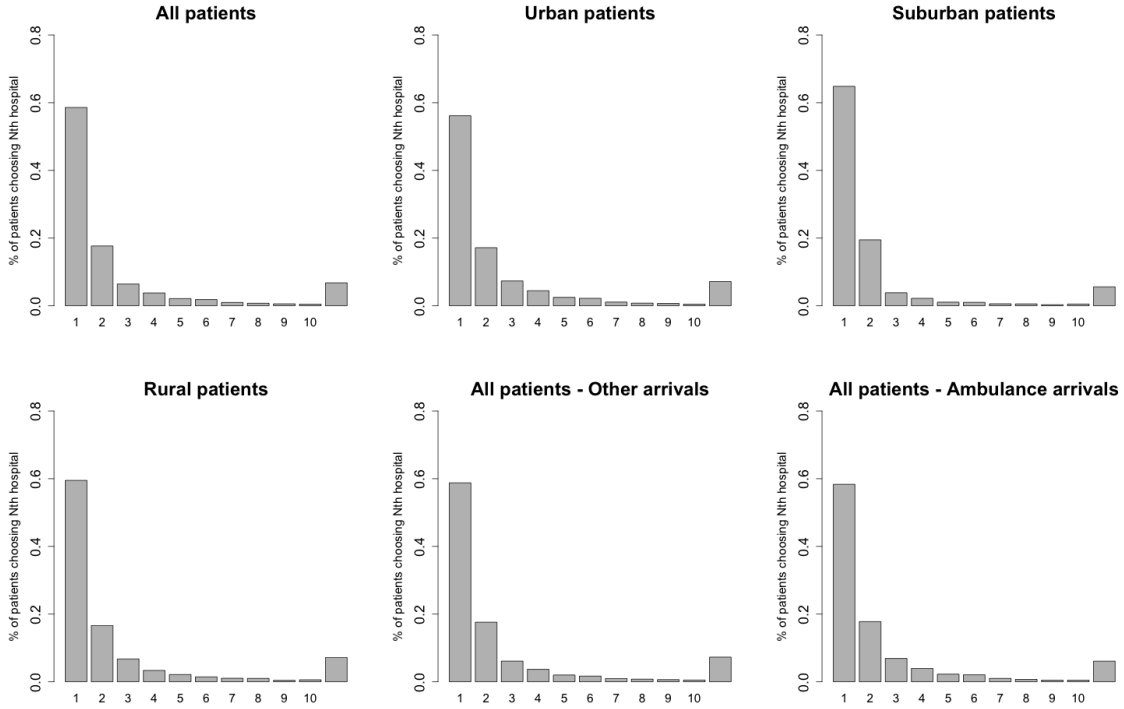 All patients
% of patients choosing Nth hospital
0.0 0.2 0.4 0.6 0.8
1 2 3 4 5 6 7 8 9 10
Urban patients
% of patients choosing Nth hospital
0.0 0.2 0.4 0.6 0.8
1 2 3 4 5 6 7 8 9 10
Suburban patients
% of patients choosing Nth hospital
0.0 0.2 0.4 0.6 0.8
1 2 3 4 5 6 7 8 9 10
Rural patients
% of patients choosing Nth hospital
0.0 0.2 0.4 0.6 0.8
1 2 3 4 5 6 7 8 9 10
All patients - Other arrivals
% of patients choosing Nth hospital
0.0 0.2 0.4 0.6 0.8
1 2 3 4 5 6 7 8 9 10
All patients - Ambulance arrivals
% of patients choosing Nth hospital
0.0 0.2 0.4 0.6 0.8
1 2 3 4 5 6 7 8 9 10